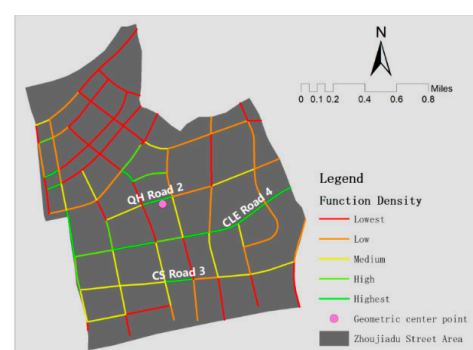 N
Miles
0 0.1 0.2 0.4 0.6 0.8
QH Road 2
CLE Road 4
CS Road 3
Legend
Function Density
Lowest
Low
Medium
High
Highest
Geometric center point
Zhoujiadu Street Area